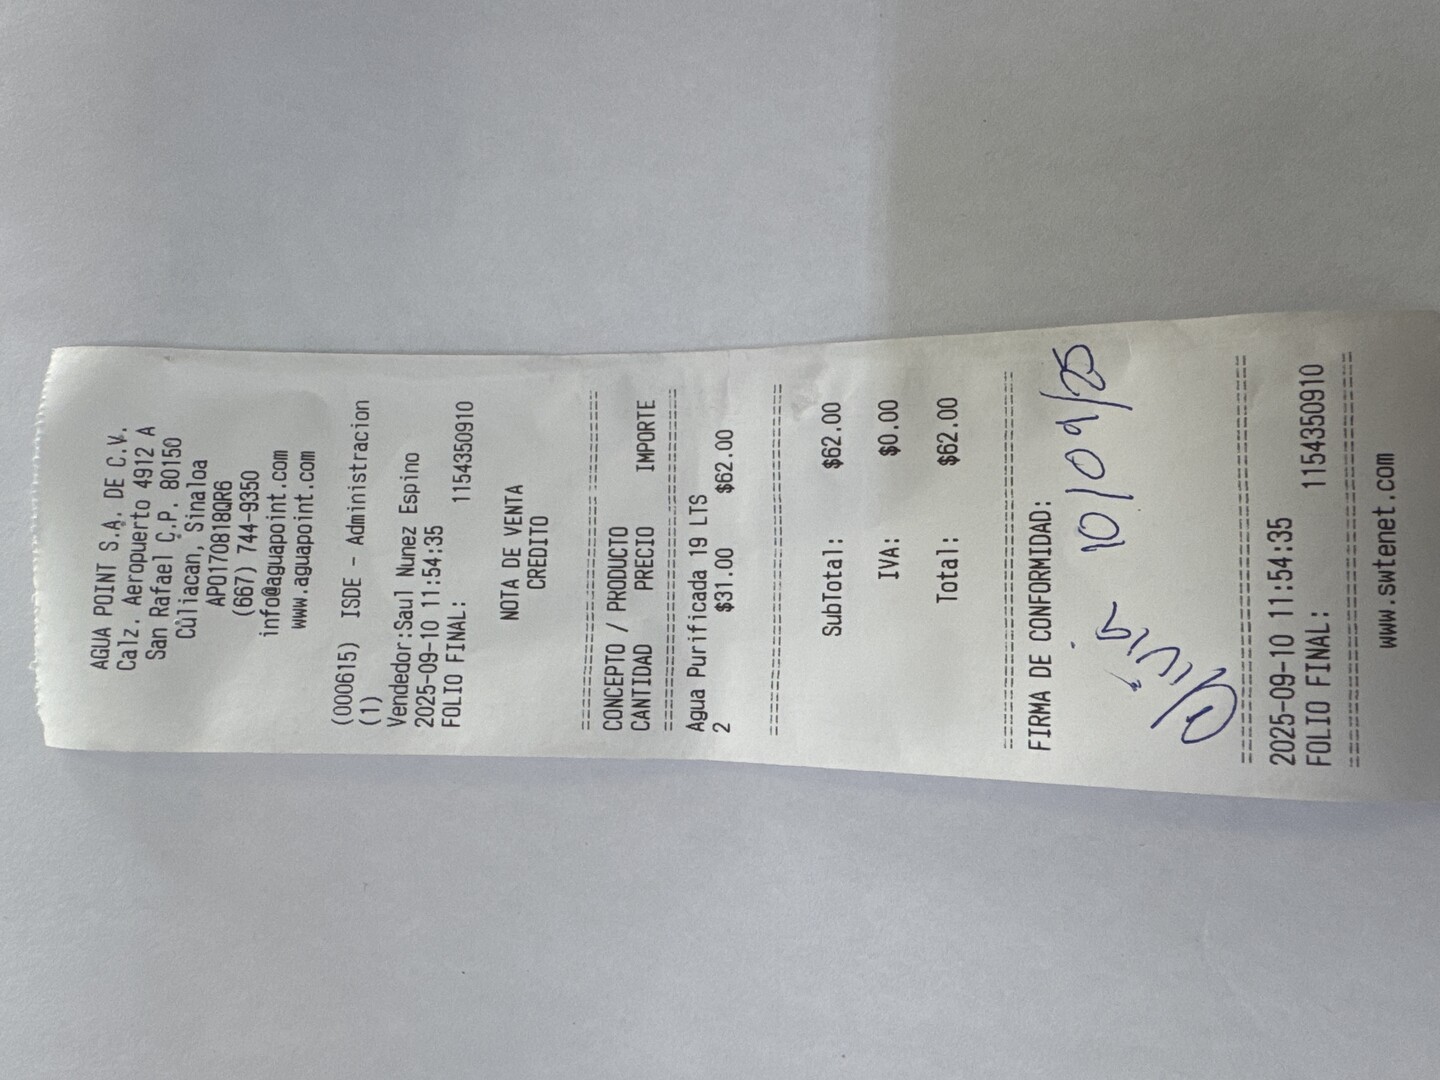 AGUA POINT S.A. DE C.V.
Calz. Aeropuerto 4912 A
San Rafael C.P. 80150
Culiacan, Sinaloa
APO170818QR6
(667) 744-9350
info@aguapoint.com
www.aguapoint.com
(000615) ISDE - Administracion
(1)
Vendedor:Saul Nunez Espino
2025-09-10 11:54:35
FOLIO FINAL: 1154350910
NOTA DE VENTA
CREDITO
CONCEPTO / PRODUCTO
CANTIDAD PRECIO IMPORTE
Agua Purificada 19 LTS
2 $31.00 $62.00
SubTotal: $62.00
IVA: $0.00
Total: $62.00
FIRMA DE CONFORMIDAD:
10/09/25
2025-09-10 11:54:35
FOLIO FINAL: 1154350910
www.swtenet.com